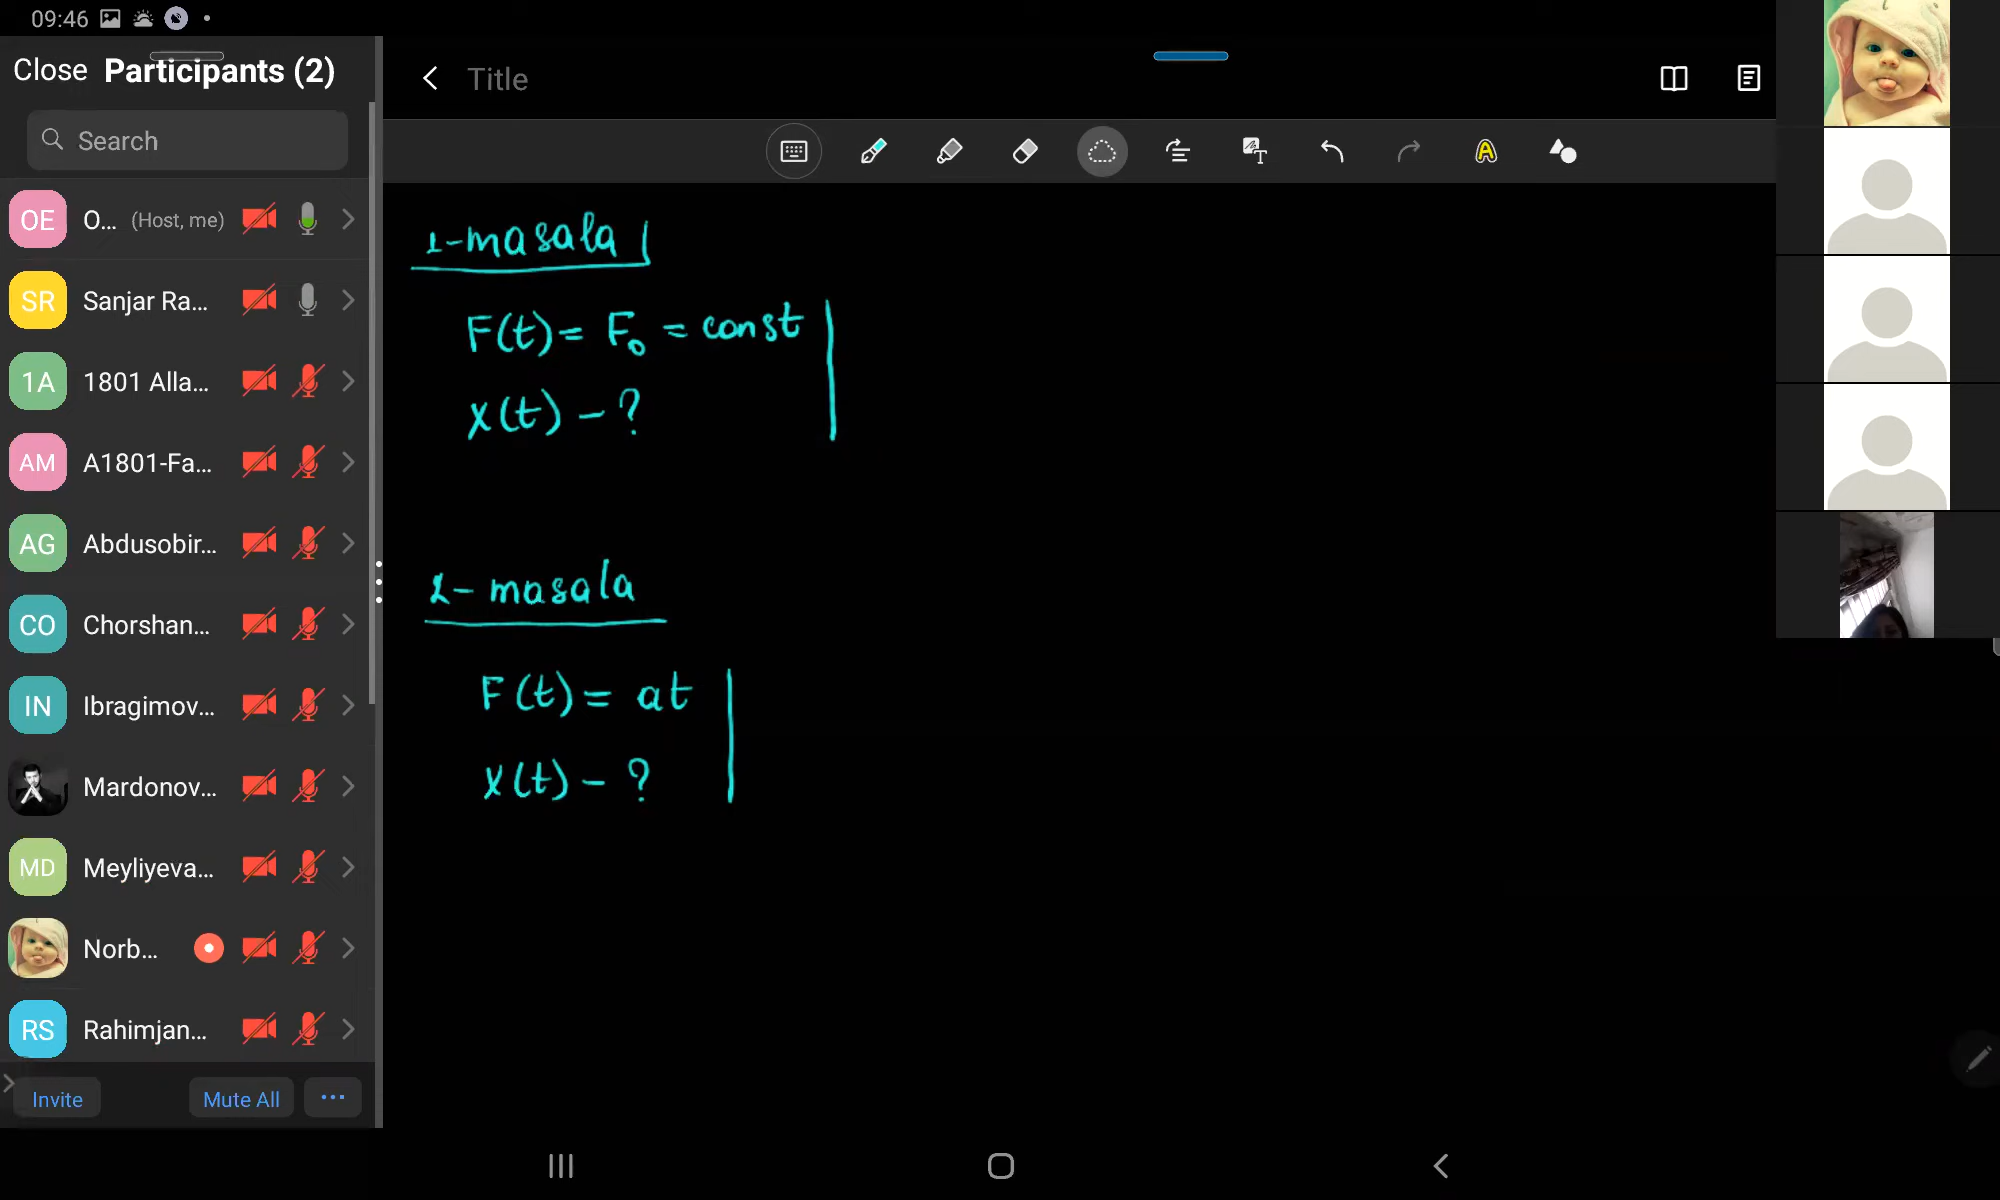 09:46
Close Participants (2)
Search
OE O... (Host, me)
SR Sanjar Ra...
1A 1801 Alla...
AM A1801-Fa...
AG Abdusobir...
CO Chorshan...
IN Ibragimov...
Mardonov...
MD Meyliyeva...
Norb...
RS Rahimjan...
Invite Mute All ...
Title
1-masala
F(t) = F₀ = const
x(t) - ?
2- masala
F(t) = at
x(t) - ?